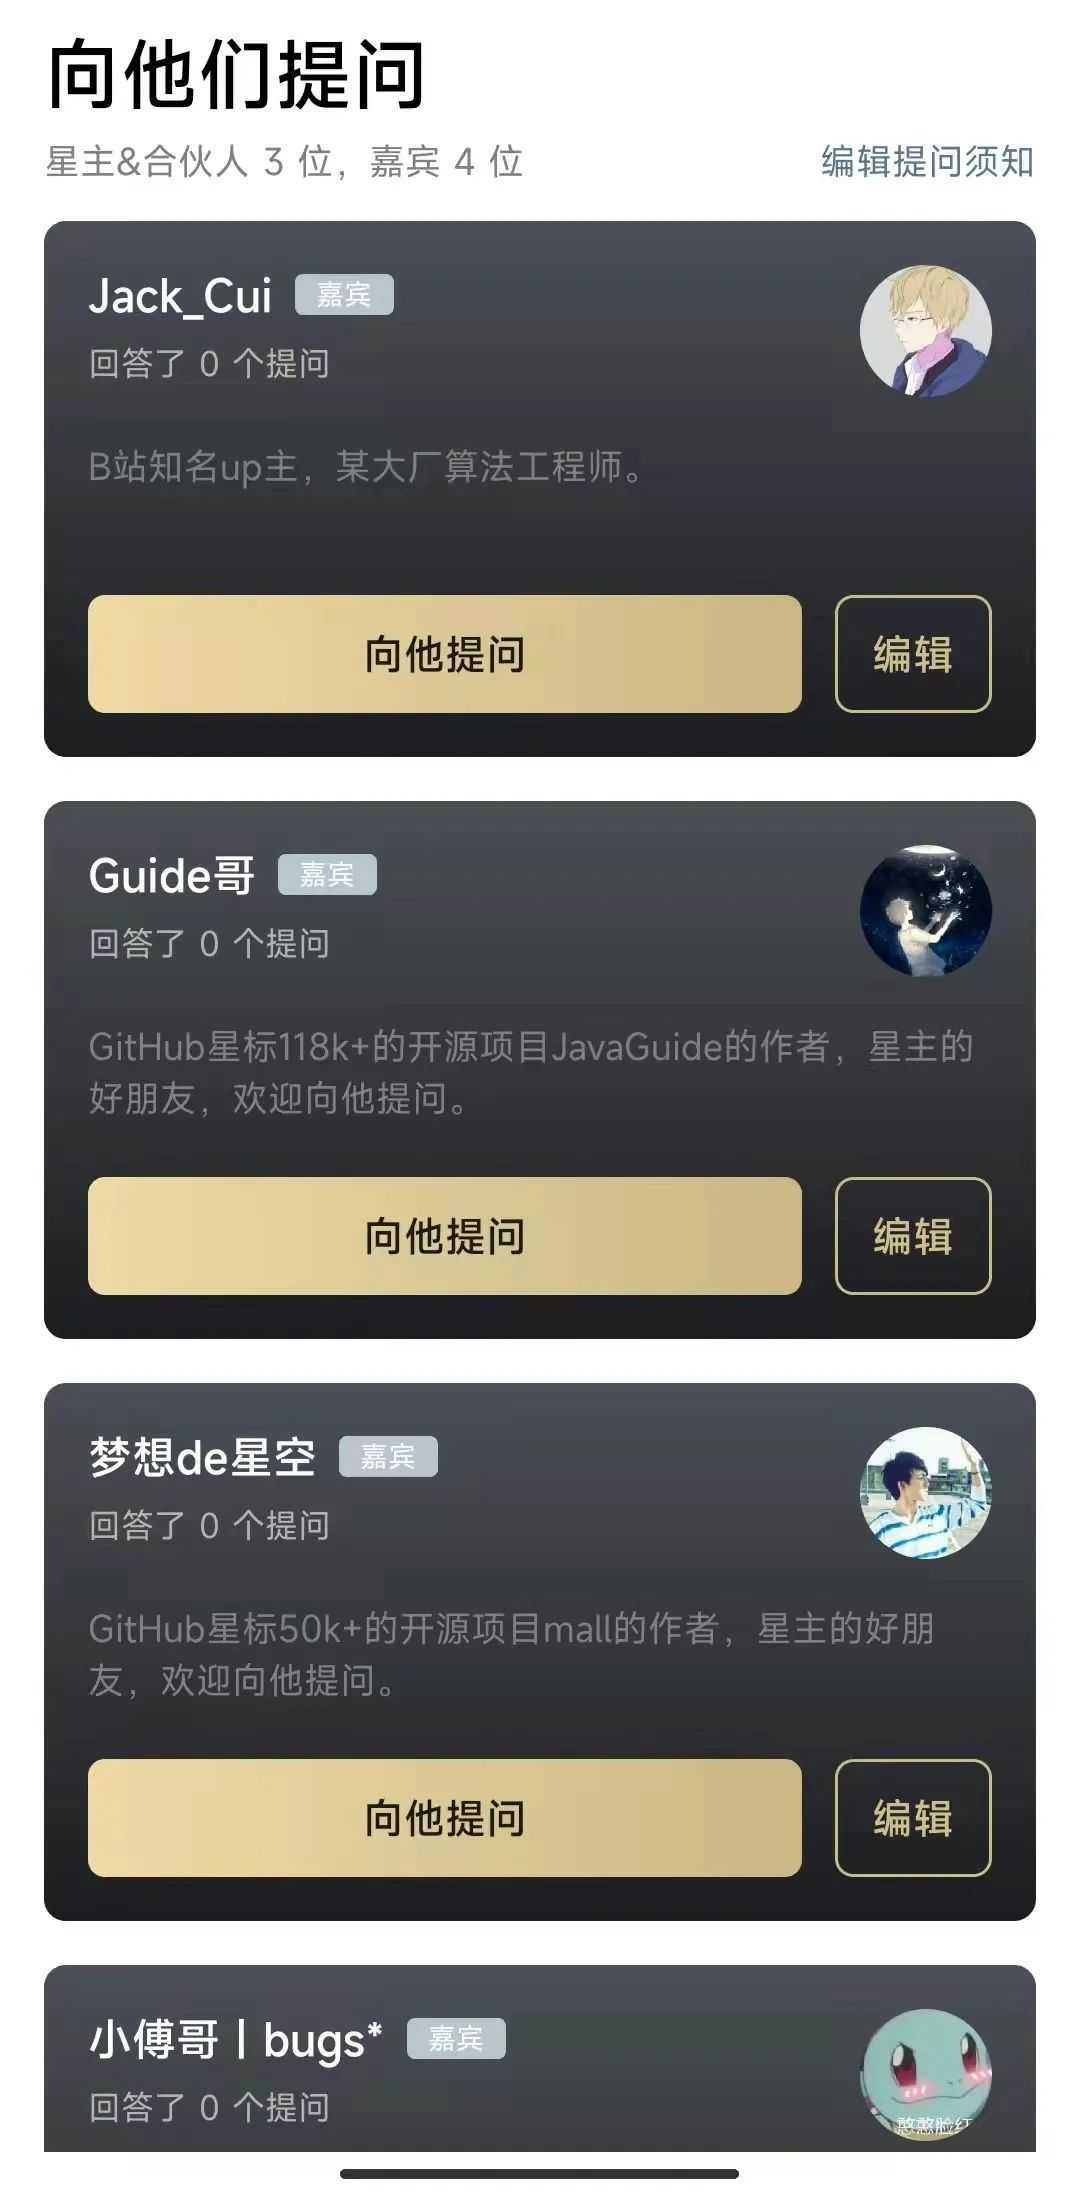 向他们提问
星主&合伙人 3 位，嘉宾 4 位
编辑提问须知
Jack_Cui 嘉宾
回答了 0 个提问
B站知名up主，某大厂算法工程师。
向他提问 编辑
Guide哥 嘉宾
回答了 0 个提问
GitHub星标118k+的开源项目JavaGuide的作者，星主的
好朋友，欢迎向他提问。
向他提问 编辑
梦想de星空 嘉宾
回答了 0 个提问
GitHub星标50k+的开源项目mall的作者，星主的好朋
友，欢迎向他提问。
向他提问 编辑
小傅哥丨bugs* 嘉宾
回答了 0 个提问
憨憨脸红